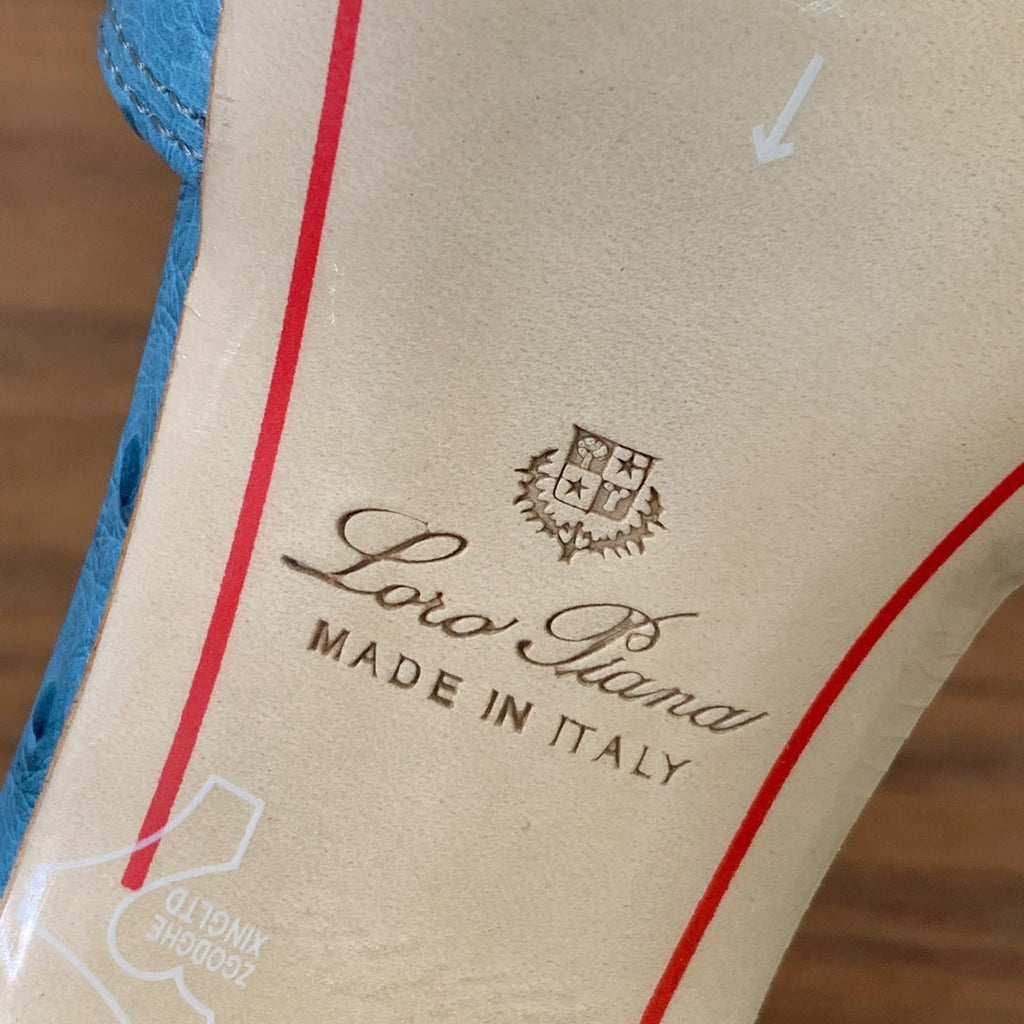 Loro Piana
MADE IN ITALY
ZGODGHE
XINGLTD